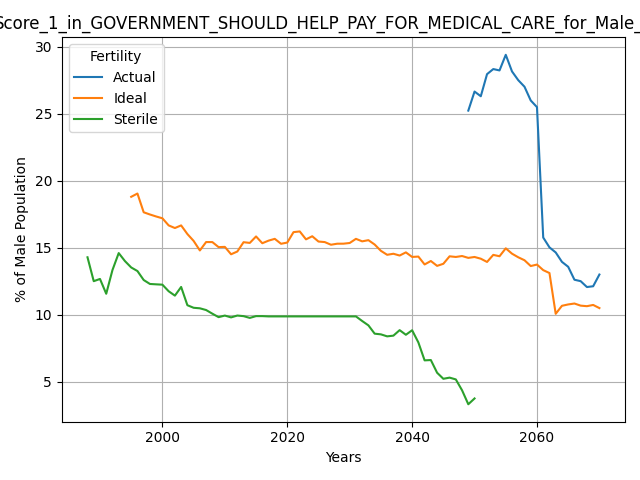 Score_1_in_GOVERNMENT_SHOULD_HELP_PAY_FOR_MEDICAL_CARE_for_Male_
Fertility
Actual
Ideal
Sterile
30
25
20
15
10
5
% of Male Population
2000 2020 2040 2060
Years